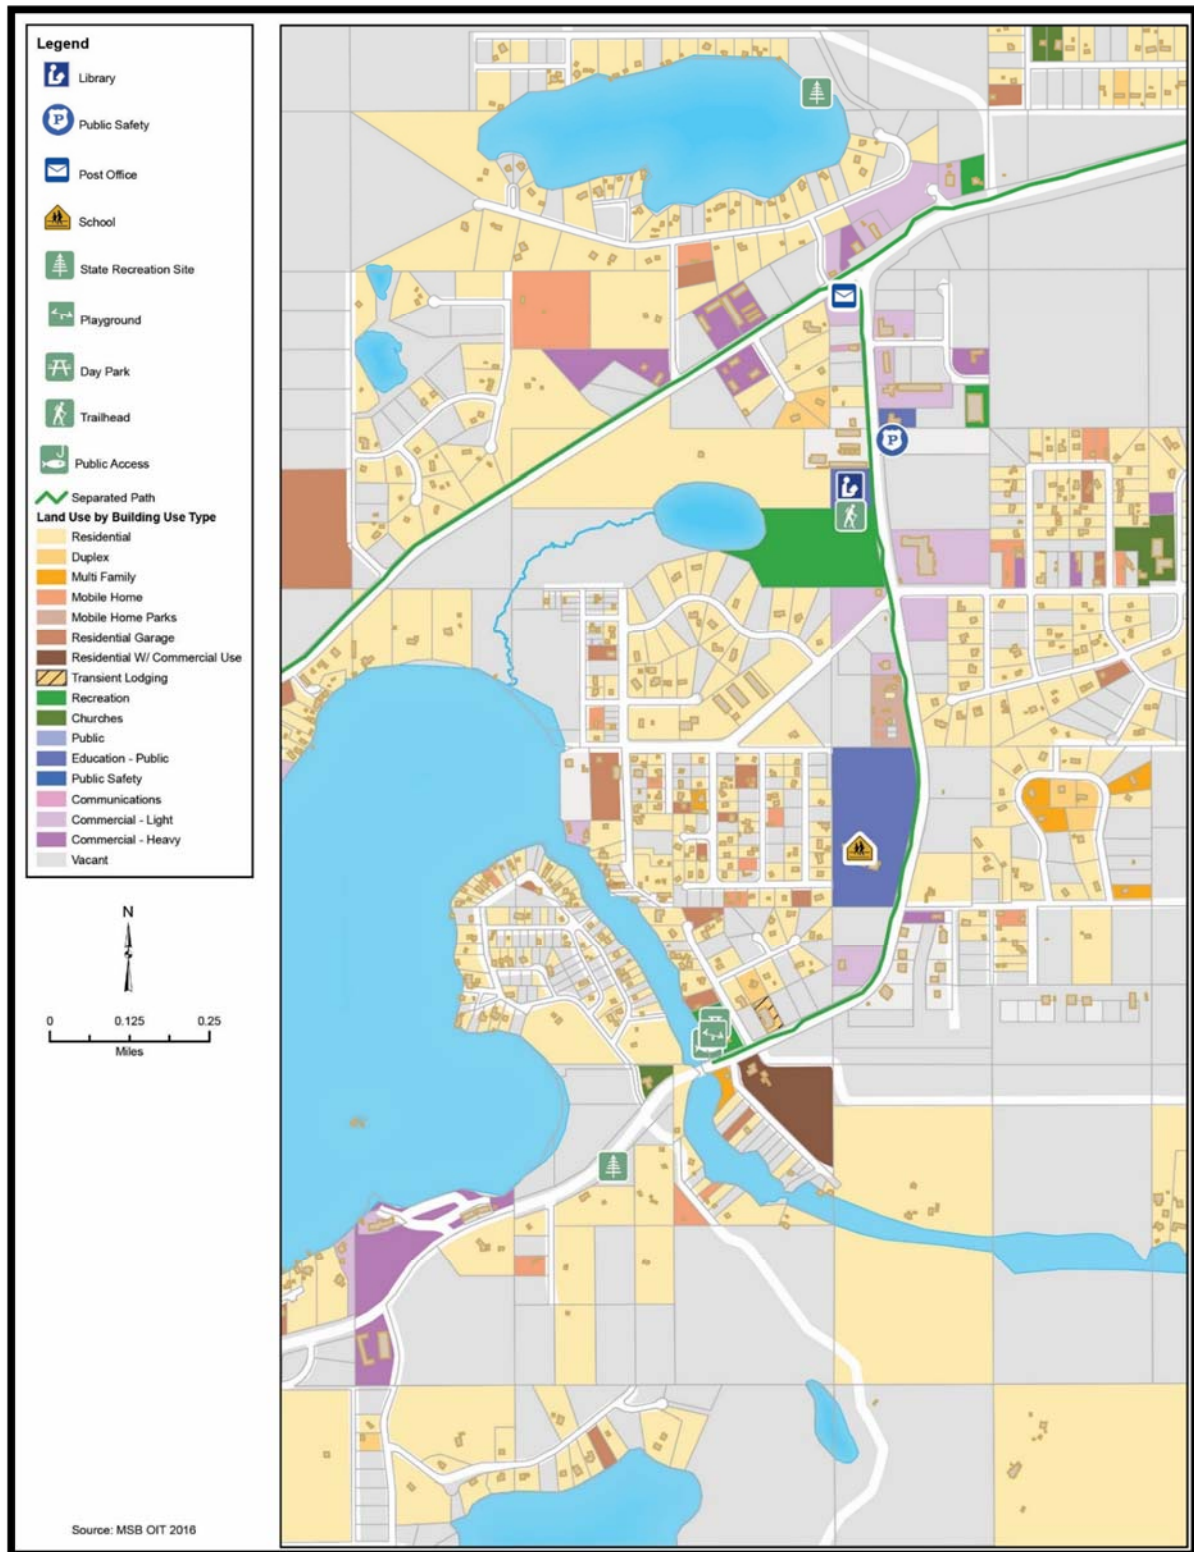 Legend
Library
Public Safety
Post Office
School
State Recreation Site
Playground
Day Park
Trailhead
Public Access
Separated Path
Land Use by Building Use Type
Residential
Duplex
Multi Family
Mobile Home
Mobile Home Parks
Residential Garage
Residential W/ Commercial Use
Transient Lodging
Recreation
Churches
Public
Education - Public
Public Safety
Communications
Commercial - Light
Commercial - Heavy
Vacant
N
0 0.125 0.25
Miles
Source: MSB OIT 2016
P
P